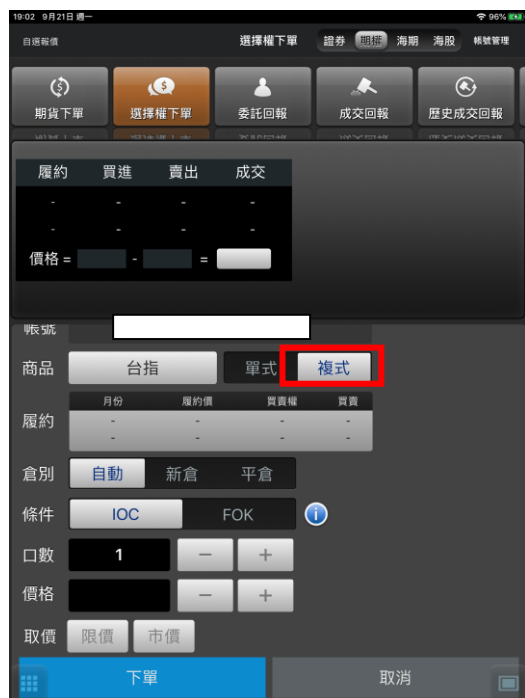 19:02 9月21日 週一 96%
自選報價 選擇權下單 證券 期權 海期 海股 帳號管理
期貨下單 選擇權下單 委託回報 成交回報 歷史成交回報
履約 買進 賣出 成交
- - - -
- - - -
價格 = - =
帳號
商品 台指 單式 複式
月份 履約價 買賣權 買賣
履約
- - - -
- - - -
倉別 自動 新倉 平倉
條件 IOC FOK i
口數 1 − +
價格 − +
取價 限價 市價
下單 取消